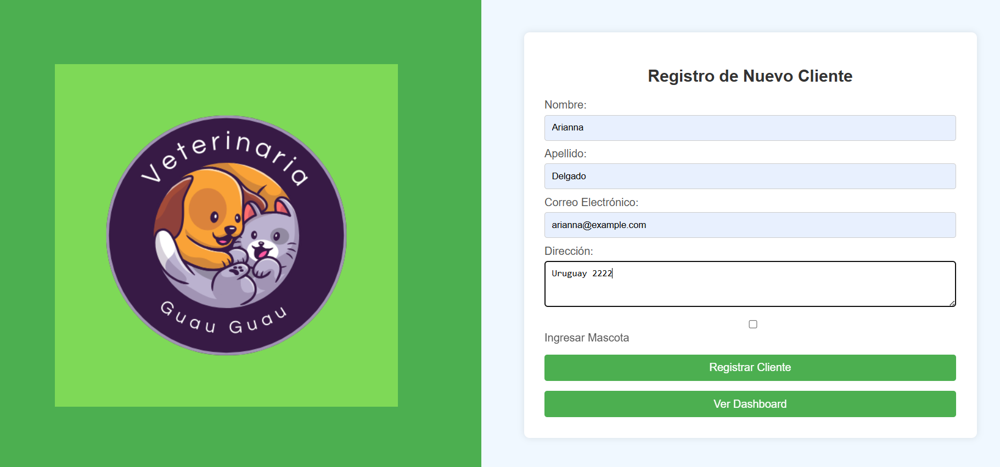 Veterinaria
Guau Guau
Registro de Nuevo Cliente
Nombre:
Arianna
Apellido:
Delgado
Correo Electrónico:
arianna@example.com
Dirección:
Uruguay 2222
Ingresar Mascota
Registrar Cliente
Ver Dashboard